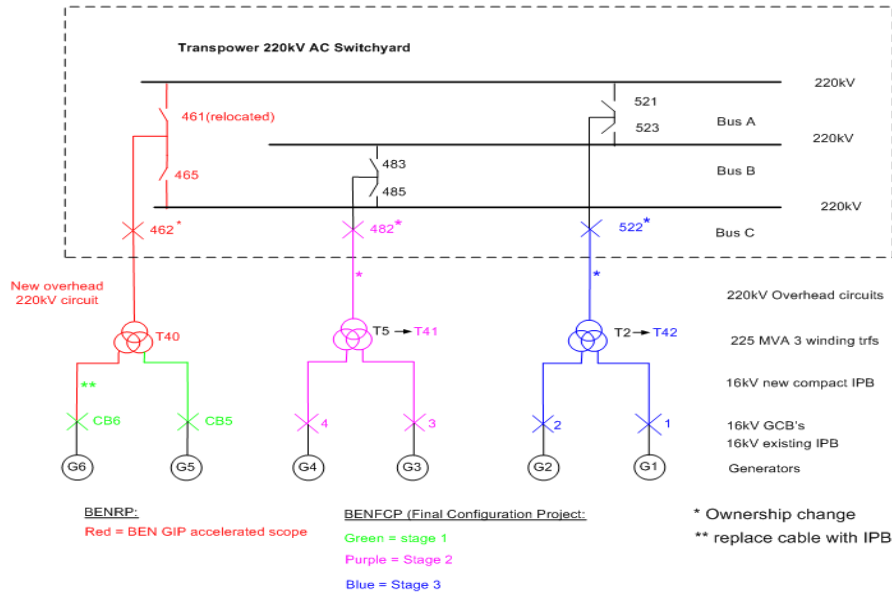 Transpower 220kV AC Switchyard
220kV
461(relocated)
521
523
Bus A
220kV
465
483
485
Bus B
220kV
462*
482*
522*
Bus C
New overhead
220kV circuit
*
*
220kV Overhead circuits
T40
T5 → T41
T2 → T42
225 MVA 3 winding trfs
**
16kV new compact IPB
CB6
CB5
4
3
2
1
16kV GCB's
16kV existing IPB
G6
G5
G4
G3
G2
G1
Generators
BENRP:
Red = BEN GIP accelerated scope
BENFCP (Final Configuration Project:
Green = stage 1
Purple = Stage 2
Blue = Stage 3
* Ownership change
** replace cable with IPB